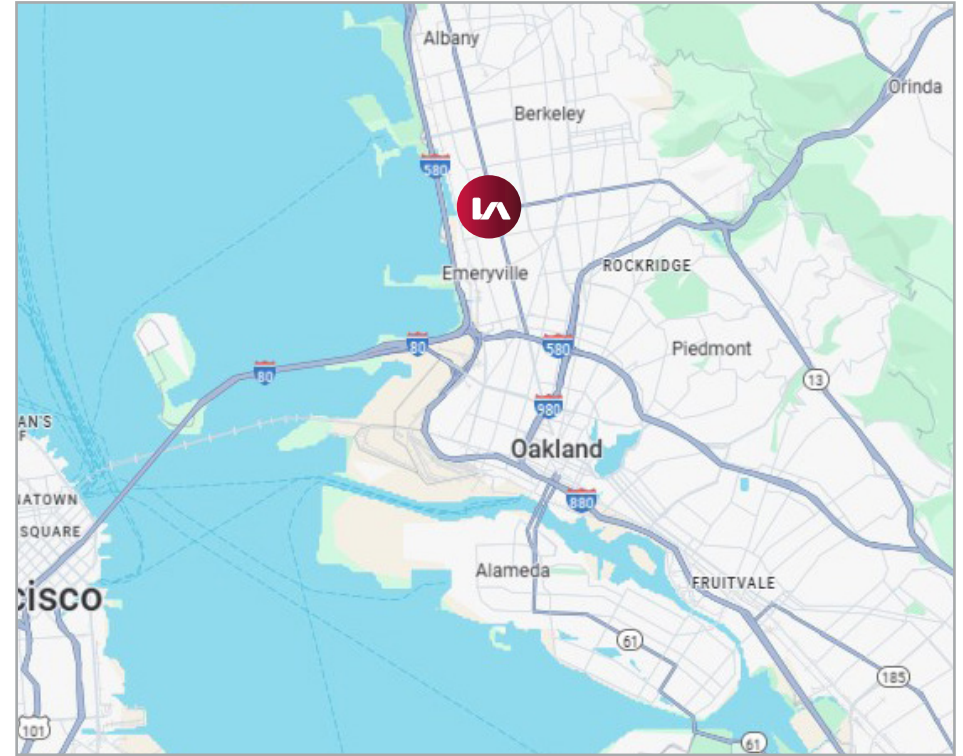 Albany
Orinda
Berkeley
580
Emeryville
ROCKRIDGE
80
580
Piedmont
80
13
980
AN'S
F
Oakland
NATOWN
880
SQUARE
Alameda
FRUITVALE
cisco
61
185
101
61